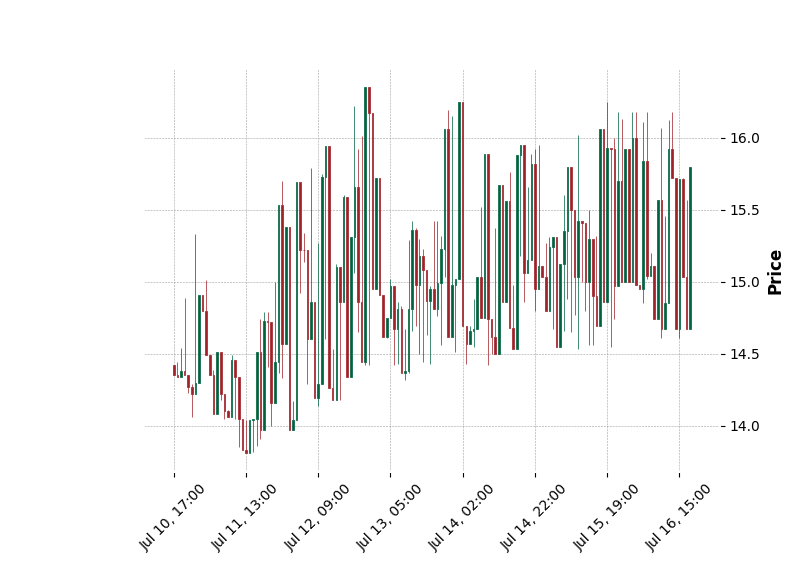 16.0
15.5
15.0
14.5
14.0
Price
Jul 10, 17:00
Jul 11, 13:00
Jul 12, 09:00
Jul 13, 05:00
Jul 14, 02:00
Jul 14, 22:00
Jul 15, 19:00
Jul 16, 15:00